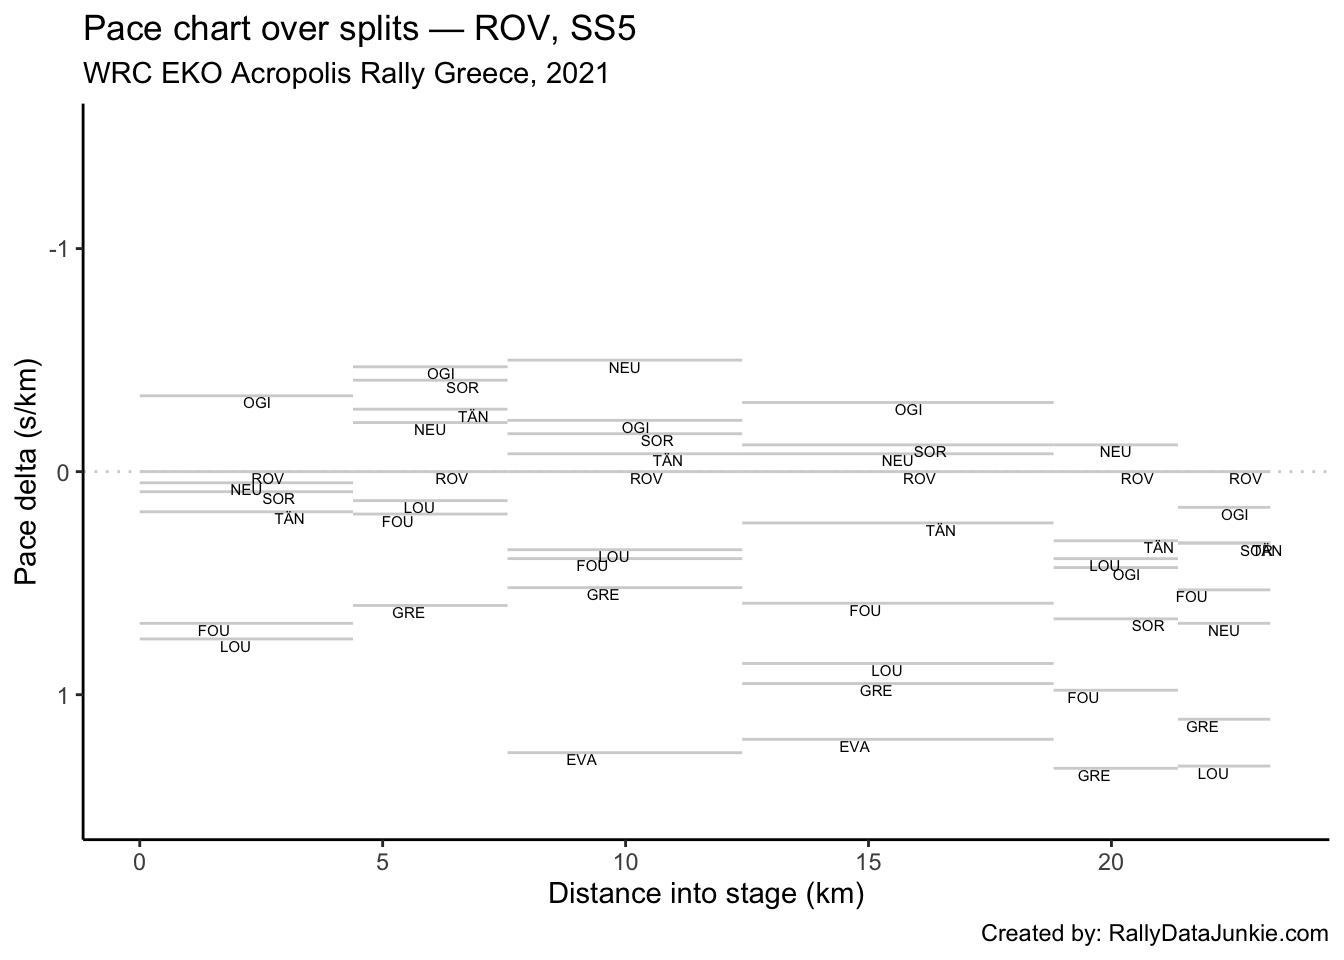 Pace chart over splits — ROV, SS5
WRC EKO Acropolis Rally Greece, 2021
Pace delta (s/km)
-1
0
1
OGI
ROV
NEU
SOR
TÄN
FOU
LOU
OGI
SOR
TÄN
NEU
ROV
LOU
FOU
GRE
NEU
OGI
SOR
TÄN
ROV
LOU
FOU
GRE
EVA
OGI
SOR
NEU
ROV
TÄN
FOU
LOU
GRE
EVA
NEU
ROV
TÄN
LOU
OGI
SOR
FOU
GRE
ROV
OGI
SOR
TÄN
FOU
NEU
GRE
LOU
0 5 10 15 20
Distance into stage (km)
Created by: RallyDataJunkie.com